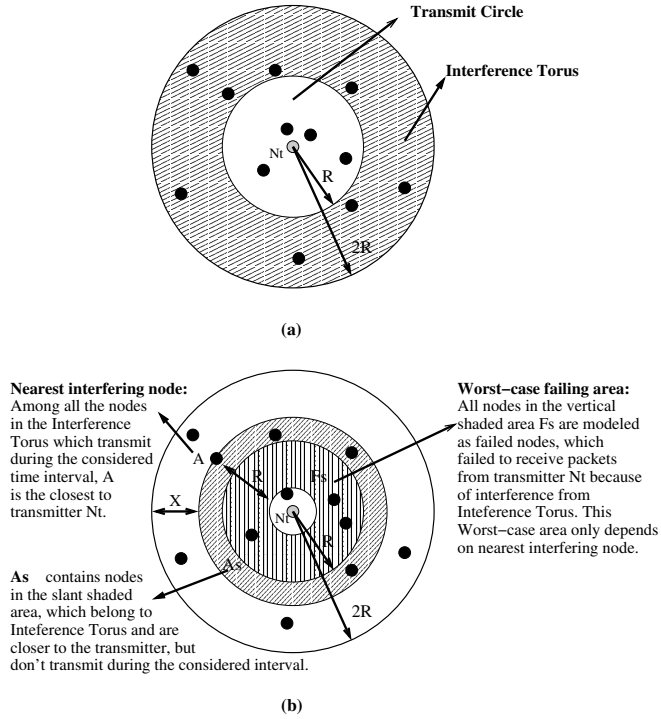 Transmit Circle
Interference Torus
Nt
R
2R
(a)
Nearest interfering node:
Among all the nodes
in the Interference
Torus which transmit
during the considered
time interval, A
is the closest to
transmitter Nt.
Worst−case failing area:
All nodes in the vertical
shaded area Fs are modeled
as failed nodes, which
failed to receive packets
from transmitter Nt because
of interference from
Inteference Torus. This
Worst−case area only depends
on nearest interfering node.
A
R
Fs
X
Nt
R
As
2R
As contains nodes
in the slant shaded
area, which belong to
Inteference Torus and are
closer to the transmitter, but
don't transmit during the considered interval.
(b)